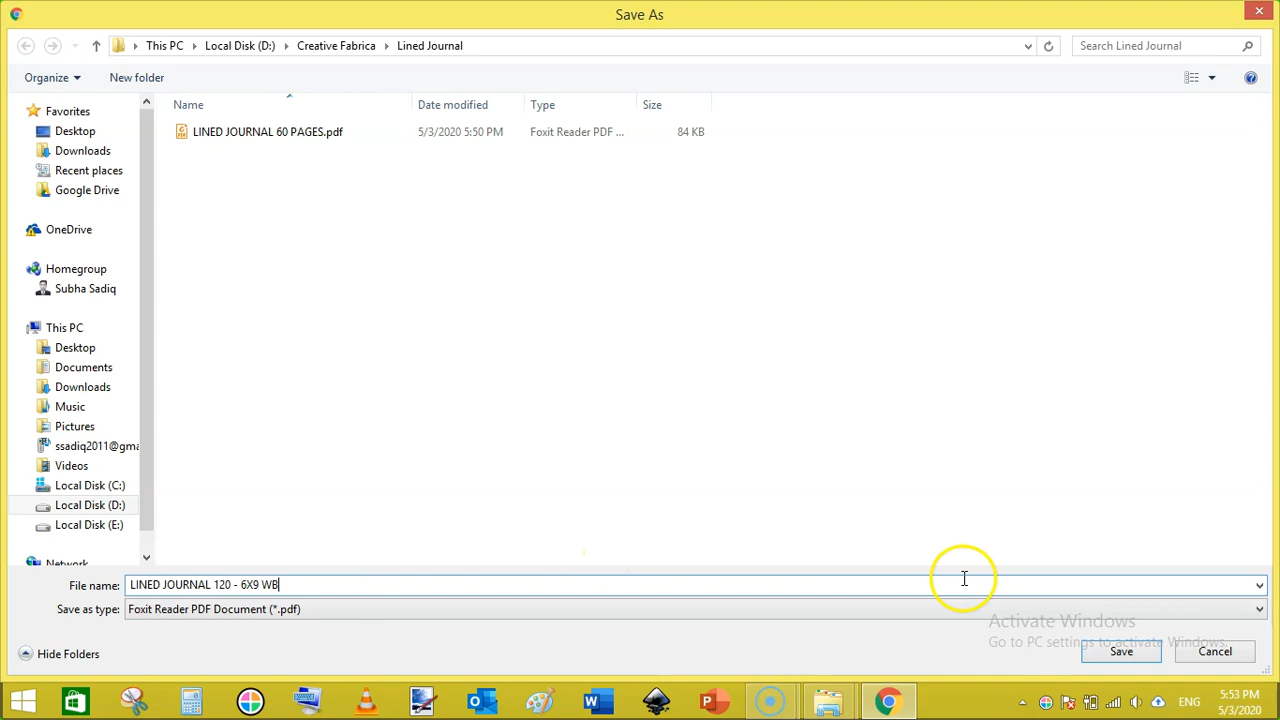 Save As
This PC Local Disk (D:) Creative Fabrica Lined Journal Search Lined Journal
Organize New folder
Name Date modified Type Size
LINED JOURNAL 60 PAGES.pdf 5/3/2020 5:50 PM Foxit Reader PDF ... 84 KB
Favorites
Desktop
Downloads
Recent places
Google Drive
OneDrive
Homegroup
Subha Sadiq
This PC
Desktop
Documents
Downloads
Music
Pictures
ssadiq2011@gma
Videos
Local Disk (C:)
Local Disk (D:)
Local Disk (E:)
Network
File name: LINED JOURNAL 120 - 6X9 WB
Save as type: Foxit Reader PDF Document (*.pdf)
Activate Windows
Go to PC settings to activate Windows.
Hide Folders Save Cancel
ENG 5:53 PM
5/3/2020